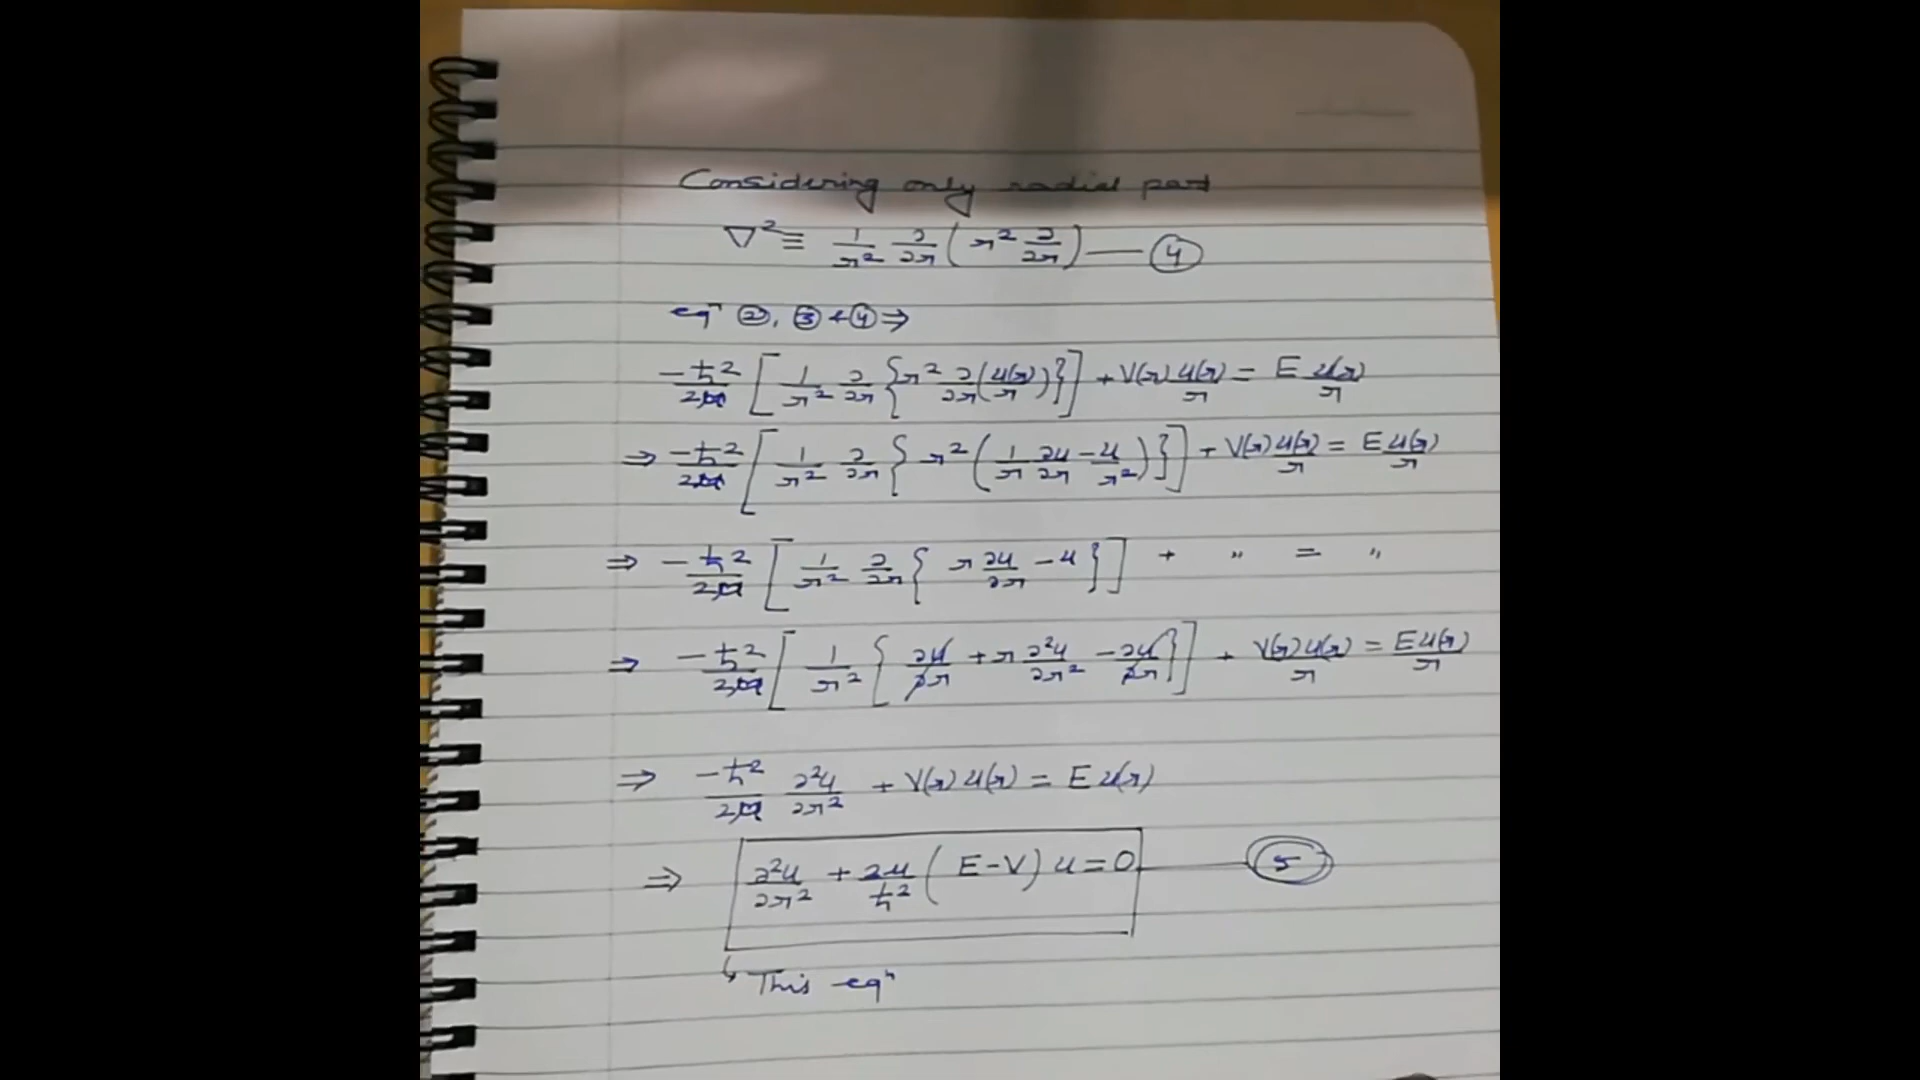 Considering only radial part
∇² ≡ 1/r² ∂/∂r (r² ∂/∂r) —— ④
eqⁿ ②, ③ + ④ ⇒
-ħ²/2μ [1/r² ∂/∂r {r² ∂/∂r (u(r)/r)}] + V(r) u(r)/r = E u(r)/r
⇒ -ħ²/2μ [1/r² ∂/∂r {r² (1/r ∂u/∂r - u/r²)}] + V(r) u(r)/r = E u(r)/r
⇒ -ħ²/2μ [1/r² ∂/∂r {r ∂u/∂r - u}] + " = "
⇒ -ħ²/2μ [1/r² {∂u/∂r + r ∂²u/∂r² - ∂u/∂r}] + V(r)u(r)/r = E u(r)/r
⇒ -ħ²/2μ ∂²u/∂r² + V(r) u(r) = E u(r)
⇒ ∂²u/∂r² + 2μ/ħ² (E-V) u = 0 —— ⑤
↳ This eqⁿ